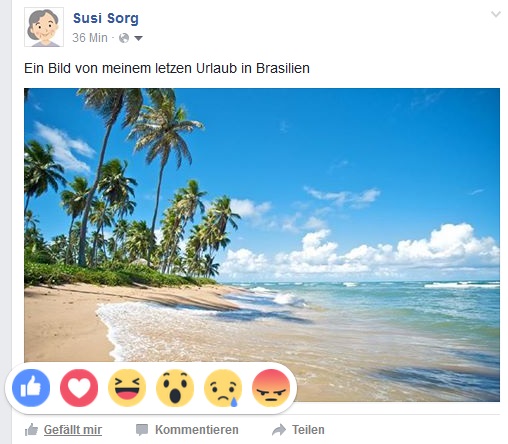 Susi Sorg
36 Min ·
Ein Bild von meinem letzen Urlaub in Brasilien
Gefällt mir Kommentieren Teilen